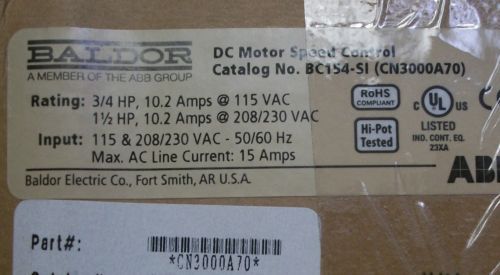 BALDOR
A MEMBER OF THE ABB GROUP
DC Motor Speed Control
Catalog No. BC154-SI (CN3000A70)
Rating: 3/4 HP, 10.2 Amps @ 115 VAC
1½ HP, 10.2 Amps @ 208/230 VAC
Input: 115 & 208/230 VAC - 50/60 Hz
Max. AC Line Current: 15 Amps
Baldor Electric Co., Fort Smith, AR U.S.A.
RoHS
COMPLIANT
Hi-Pot
Tested
c UL US
LISTED
IND. CONT. EQ.
23XA
Part#:
*CN3000A70*